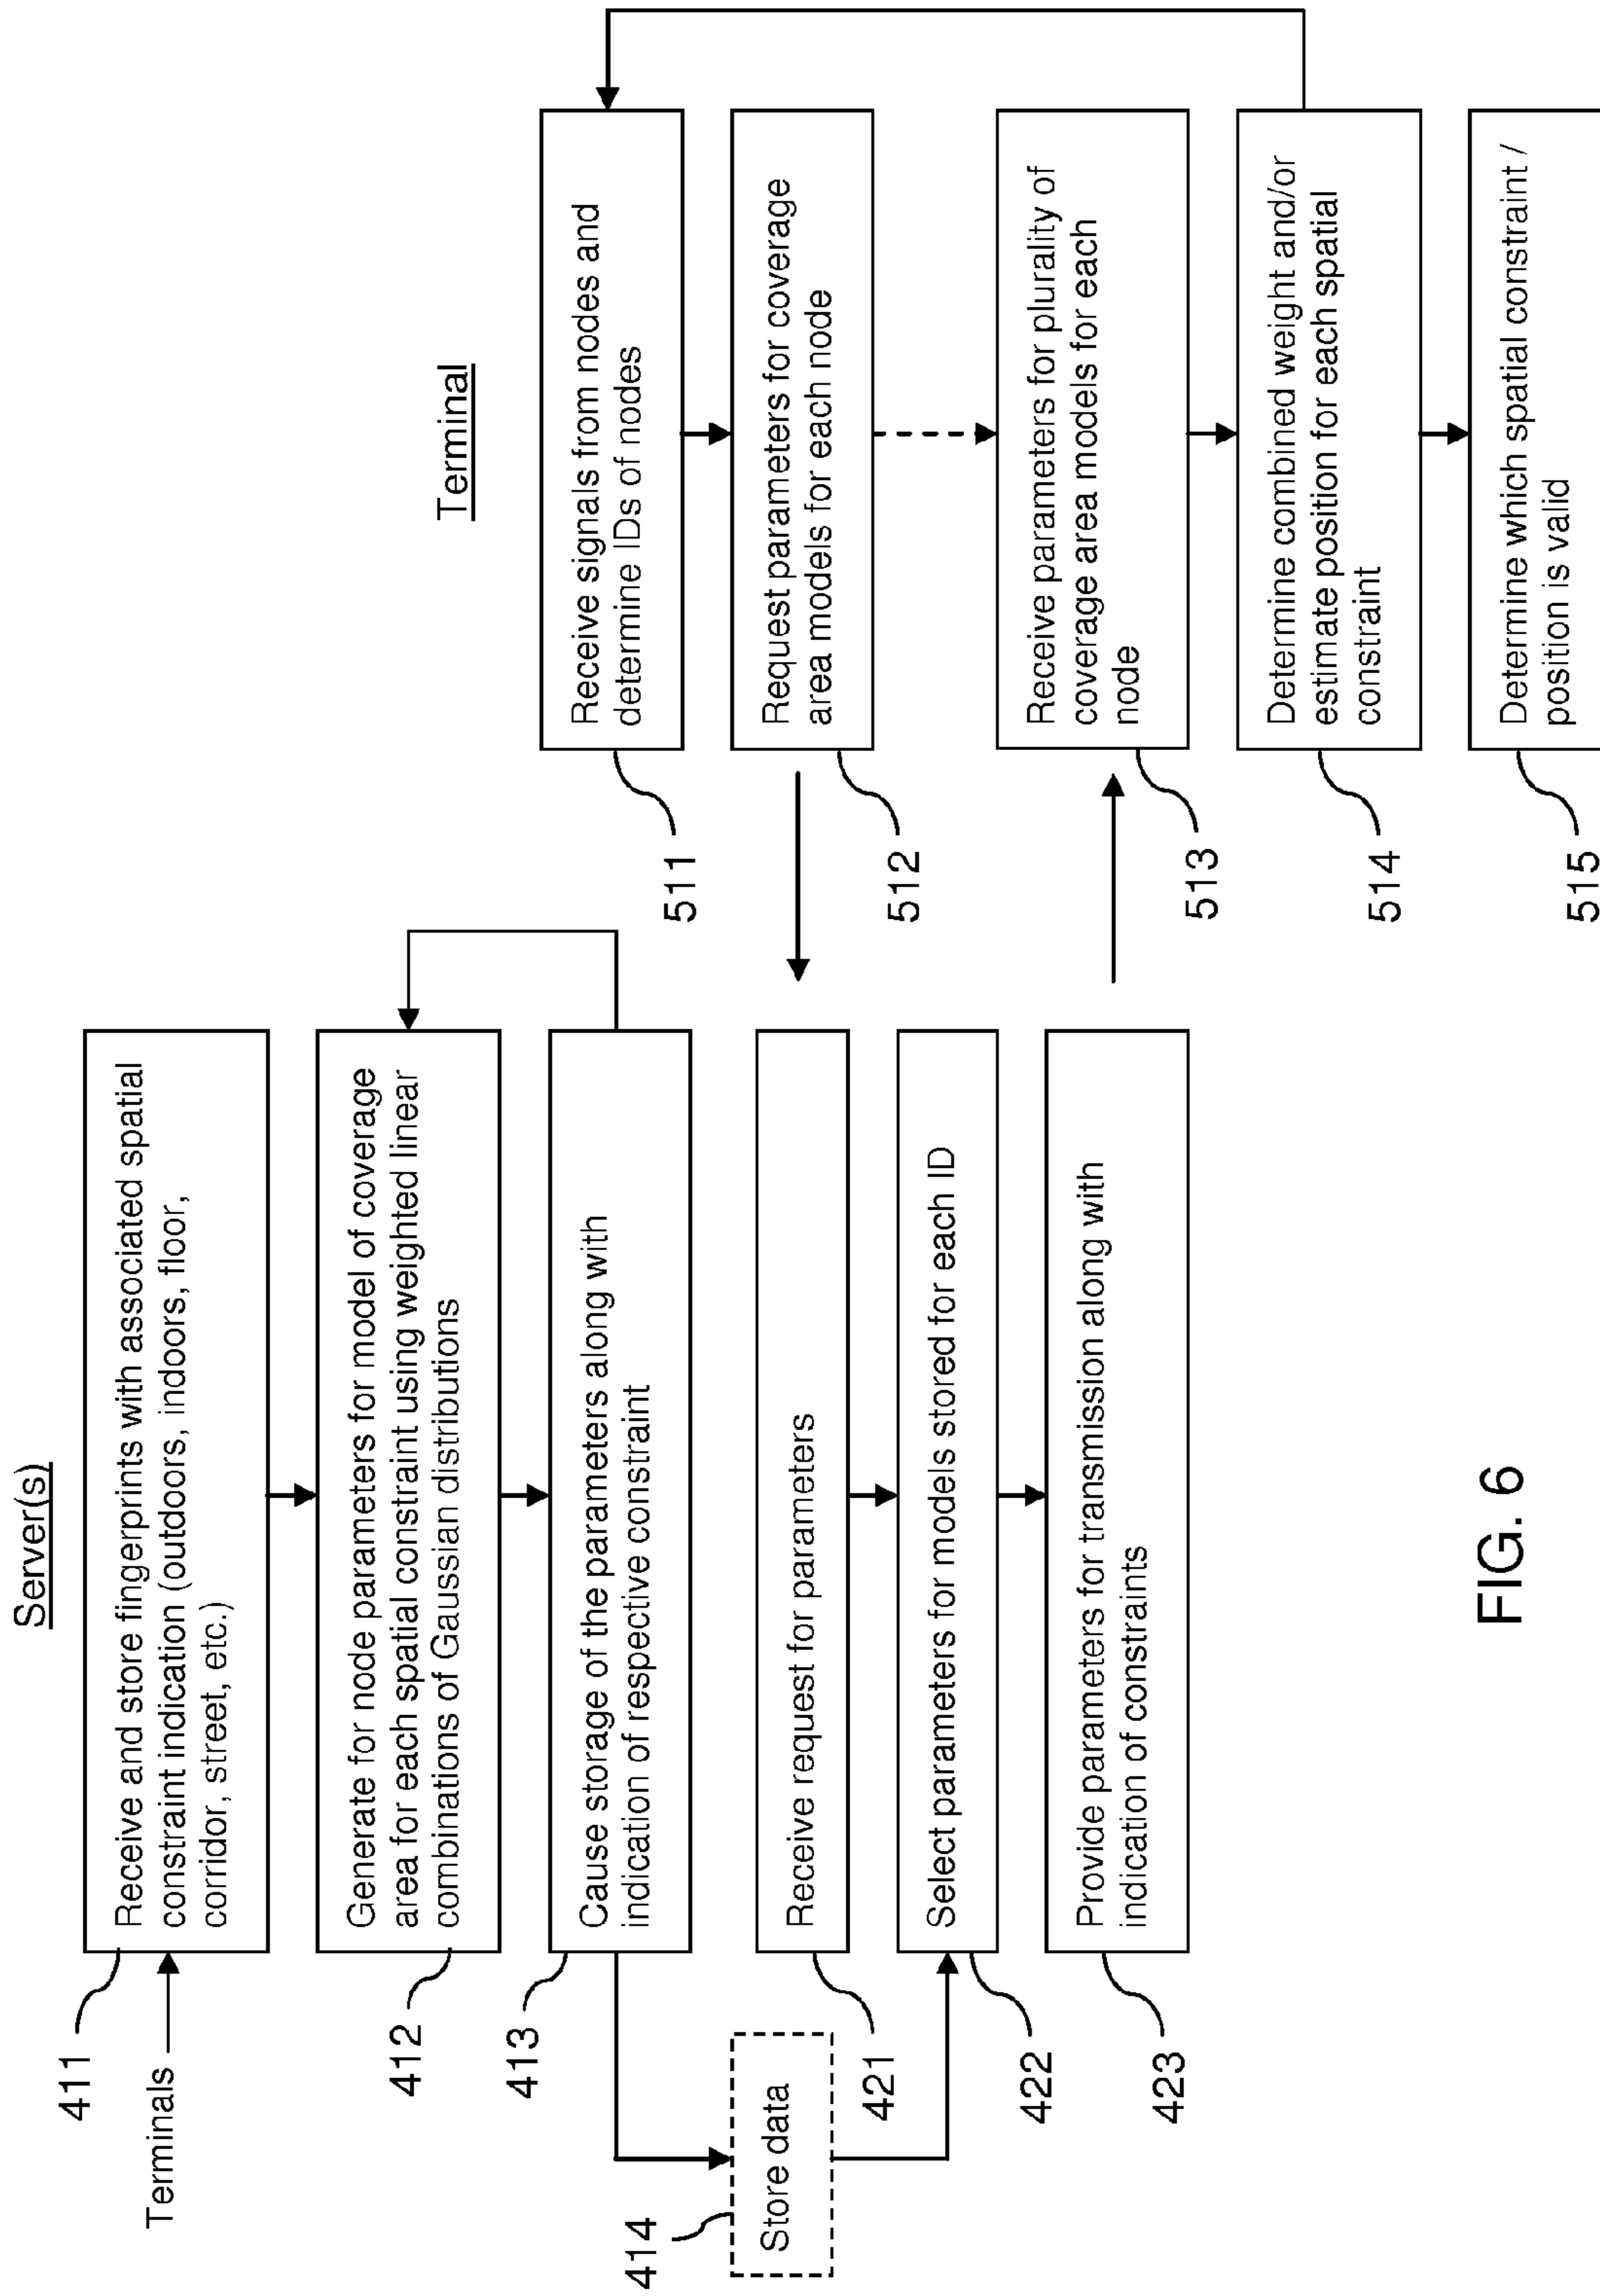 Server(s)
411
Terminals
Receive and store fingerprints with associated spatial
constraint indication (outdoors, indoors, floor,
corridor, street, etc.)
412
Generate for node parameters for model of coverage
area for each spatial constraint using weighted linear
combinations of Gaussian distributions
413
Cause storage of the parameters along with
indication of respective constraint
414
Store data
421
Receive request for parameters
422
Select parameters for models stored for each ID
423
Provide parameters for transmission along with
indication of constraints
Terminal
511
Receive signals from nodes and
determine IDs of nodes
512
Request parameters for coverage
area models for each node
513
Receive parameters for plurality of
coverage area models for each
node
514
Determine combined weight and/or
estimate position for each spatial
constraint
515
Determine which spatial constraint /
position is valid
FIG. 6